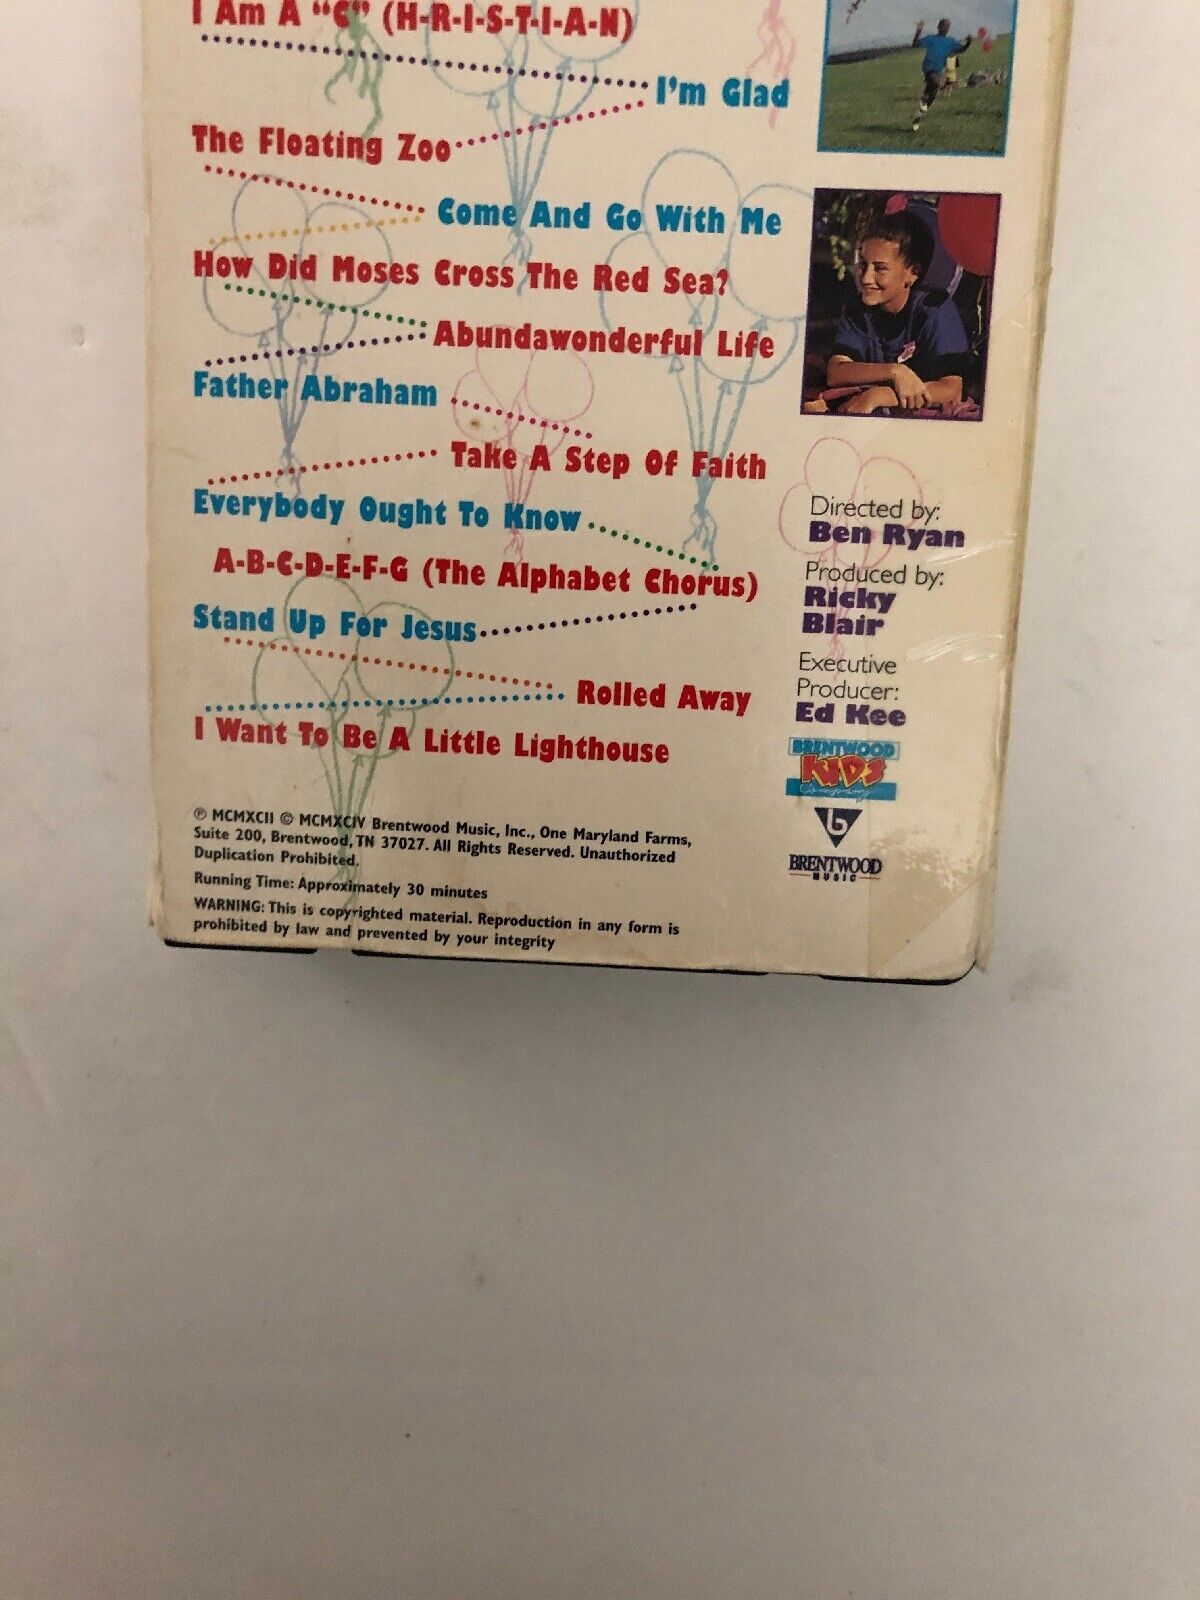 I Am A "C" (H-R-I-S-T-I-A-N)
I'm Glad
The Floating Zoo
Come And Go With Me
How Did Moses Cross The Red Sea?
Abundawonderful Life
Father Abraham
Take A Step Of Faith
Everybody Ought To Know
A-B-C-D-E-F-G (The Alphabet Chorus)
Stand Up For Jesus
Rolled Away
I Want To Be A Little Lighthouse
Directed by:
Ben Ryan
Produced by:
Ricky
Blair
Executive
Producer:
Ed Kee
BRENTWOOD
KIDS
Company
b
BRENTWOOD
MUSIC
℗ MCMXCII © MCMXCIV Brentwood Music, Inc., One Maryland Farms,
Suite 200, Brentwood, TN 37027. All Rights Reserved. Unauthorized
Duplication Prohibited.
Running Time: Approximately 30 minutes
WARNING: This is copyrighted material. Reproduction in any form is
prohibited by law and prevented by your integrity